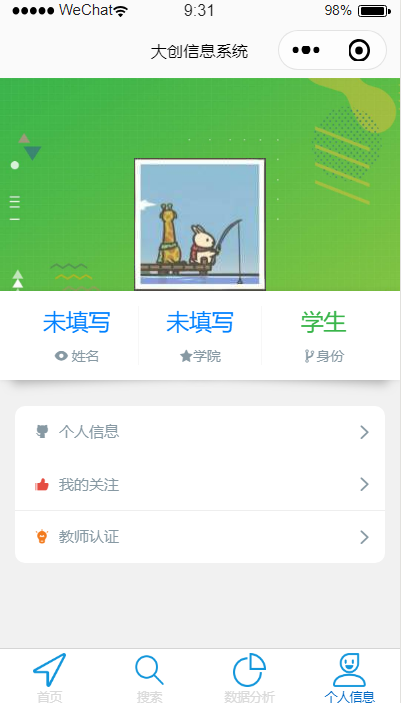 WeChat 9:31 98%
大创信息系统
未填写 未填写 学生
姓名 学院 身份
个人信息
我的关注
教师认证
首页 搜索 数据分析 个人信息